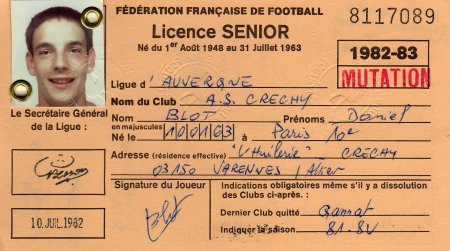 FÉDÉRATION FRANÇAISE DE FOOTBALL
8117089
Licence SENIOR
Né du 1er Août 1948 au 31 Juillet 1963
1982-83
MUTATION
Ligue d'AUVERGNE
Nom du Club A.S. CRECHY
Nom BLOT Prénoms Daniel
en majuscules
Né le 100163 à Paris 10e
Adresse (résidence effective) "L'Huilerie" CRECHY
03150 VARENNES / Allier
Le Secrétaire Général
de la Ligue :
10 JUIL 1982
Signature du Joueur
Blot
Indications obligatoires même s'il y a dissolution
des Clubs ci-après :
Dernier Club quitté Gannat
Indiquer la saison 81.82